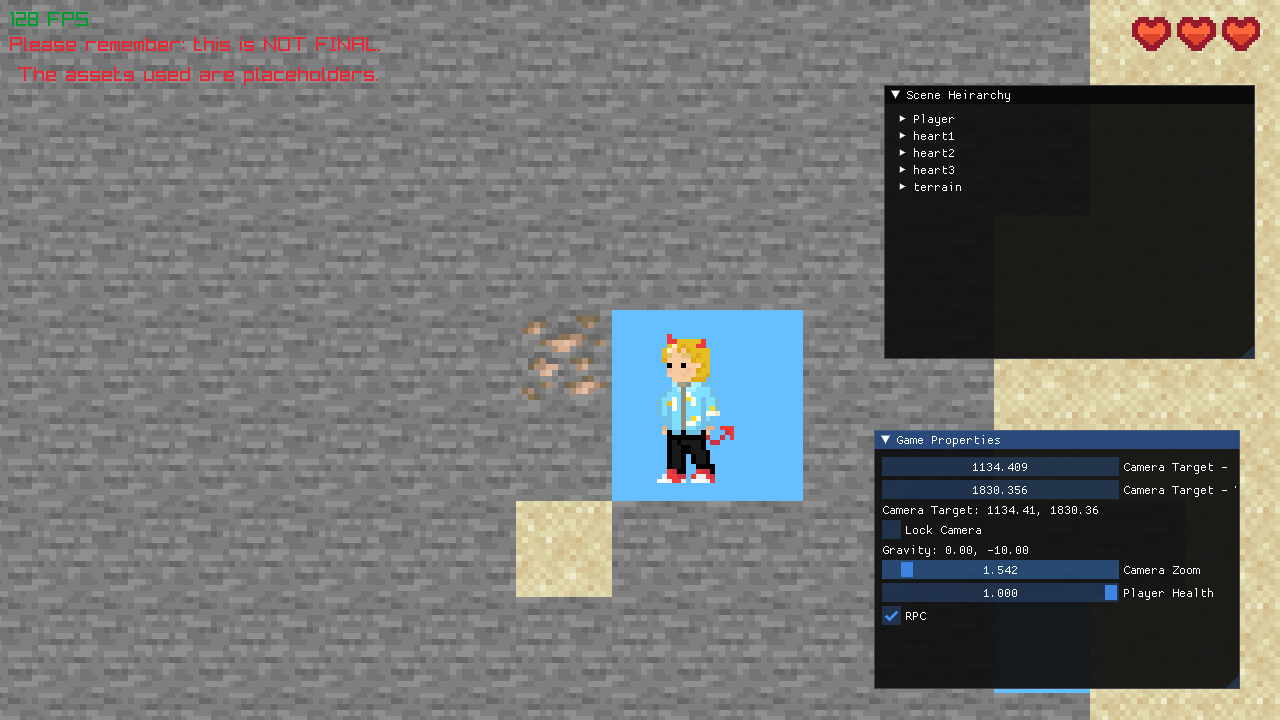 128 FPS
Please remember: this is NOT FINAL.
The assets used are placeholders.
Scene Heirarchy
Player
heart1
heart2
heart3
terrain
Game Properties
1134.409 Camera Target -
1830.356 Camera Target -
Camera Target: 1134.41, 1830.36
Lock Camera
Gravity: 0.00, -10.00
1.542 Camera Zoom
1.000 Player Health
RPC